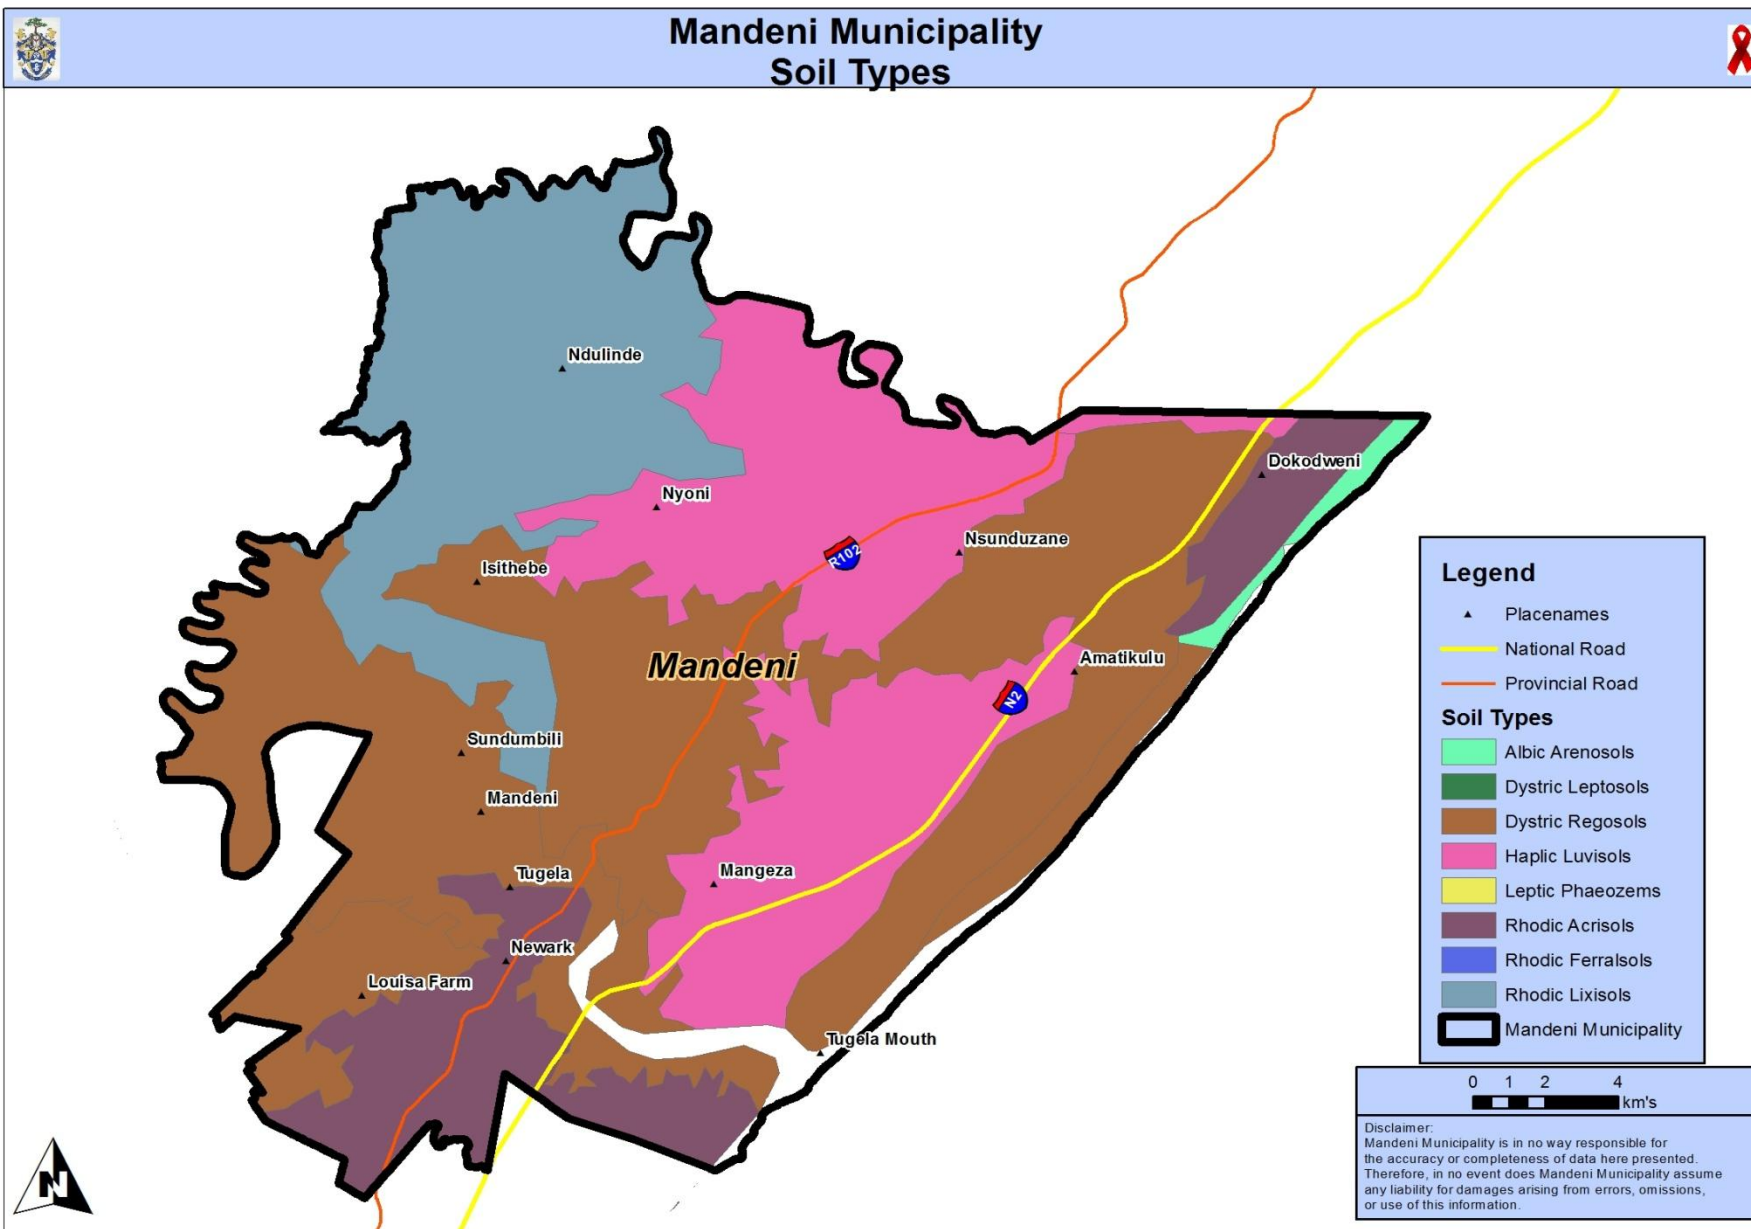 Mandeni Municipality
Soil Types
Ndulinde
Dokodweni
Nyoni
Nsunduzane
R102
Isithebe
Mandeni
Amatikulu
N2
Sundumbili
Mandeni
Tugela
Mangeza
Newark
Louisa Farm
Tugela Mouth
Legend
Placenames
National Road
Provincial Road
Soil Types
Albic Arenosols
Dystric Leptosols
Dystric Regosols
Haplic Luvisols
Leptic Phaeozems
Rhodic Acrisols
Rhodic Ferralsols
Rhodic Lixisols
Mandeni Municipality
0 1 2 4
km's
Disclaimer:
Mandeni Municipality is in no way responsible for
the accuracy or completeness of data here presented.
Therefore, in no event does Mandeni Municipality assume
any liability for damages arising from errors, omissions,
or use of this information.
N